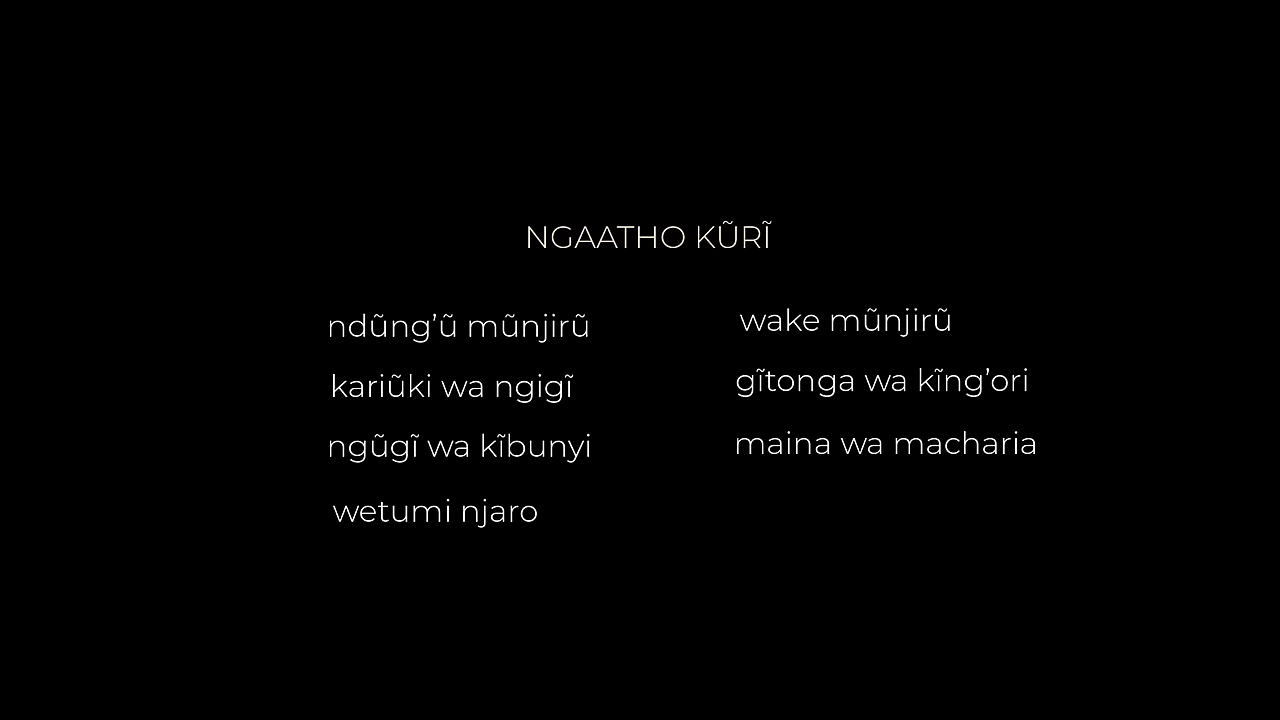 NGAATHO KŨRĨ
ndũng’ũ mũnjirũ
kariũki wa ngigĩ
ngũgĩ wa kĩbunyi
wetumi njaro
wake mũnjirũ
gĩtonga wa kĩng’ori
maina wa macharia